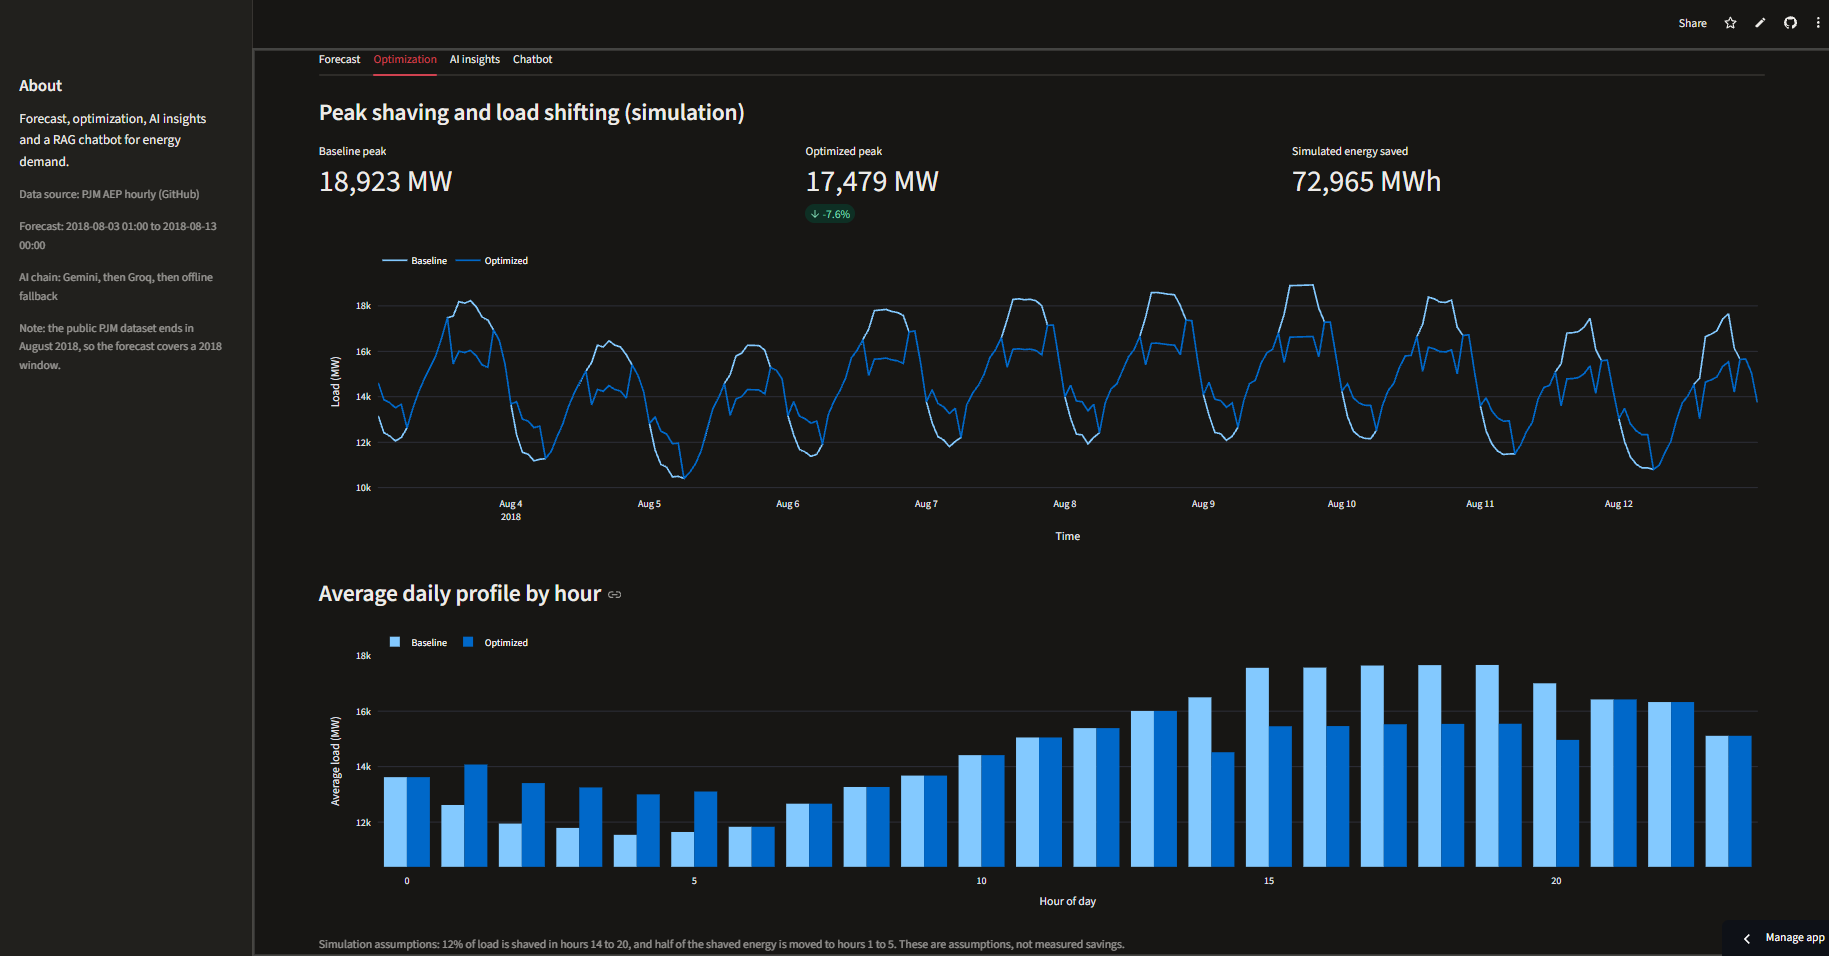 Share
About
Forecast, optimization, AI insights
and a RAG chatbot for energy
demand.
Data source: PJM AEP hourly (GitHub)
Forecast: 2018-08-03 01:00 to 2018-08-13
00:00
AI chain: Gemini, then Groq, then offline
fallback
Note: the public PJM dataset ends in
August 2018, so the forecast covers a 2018
window.
Forecast Optimization AI insights Chatbot
Peak shaving and load shifting (simulation)
Baseline peak
18,923 MW
Optimized peak
17,479 MW
↓ -7.6%
Simulated energy saved
72,965 MWh
Baseline Optimized
18k
16k
14k
12k
10k
Load (MW)
Aug 4 Aug 5 Aug 6 Aug 7 Aug 8 Aug 9 Aug 10 Aug 11 Aug 12
2018
Time
Average daily profile by hour
Baseline Optimized
18k
16k
14k
12k
Average load (MW)
0 5 10 15 20
Hour of day
Simulation assumptions: 12% of load is shaved in hours 14 to 20, and half of the shaved energy is moved to hours 1 to 5. These are assumptions, not measured savings.
Manage app